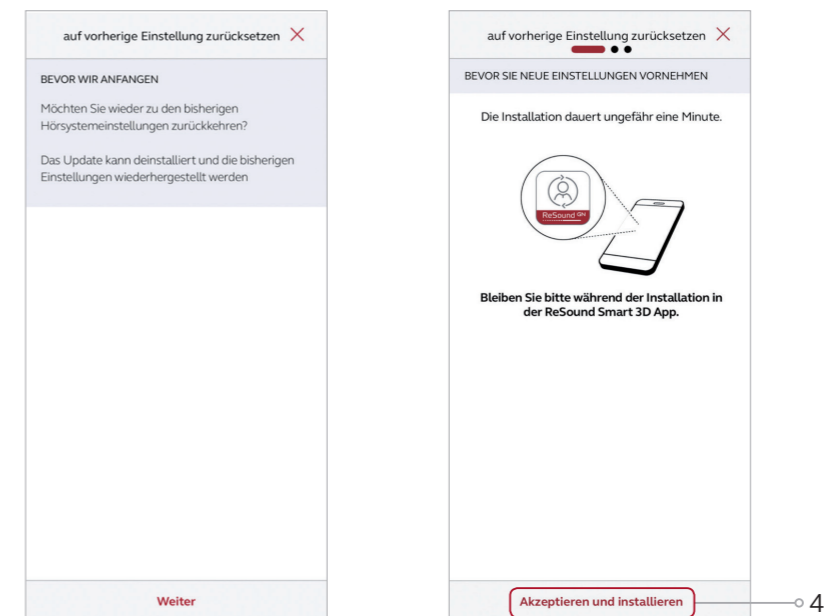 auf vorherige Einstellung zurücksetzen
BEVOR WIR ANFANGEN
Möchten Sie wieder zu den bisherigen
Hörsystemeinstellungen zurückkehren?
Das Update kann deinstalliert und die bisherigen
Einstellungen wiederhergestellt werden
Weiter
auf vorherige Einstellung zurücksetzen
BEVOR SIE NEUE EINSTELLUNGEN VORNEHMEN
Die Installation dauert ungefähr eine Minute.
ReSound GN
Bleiben Sie bitte während der Installation in
der ReSound Smart 3D App.
Akzeptieren und installieren
4